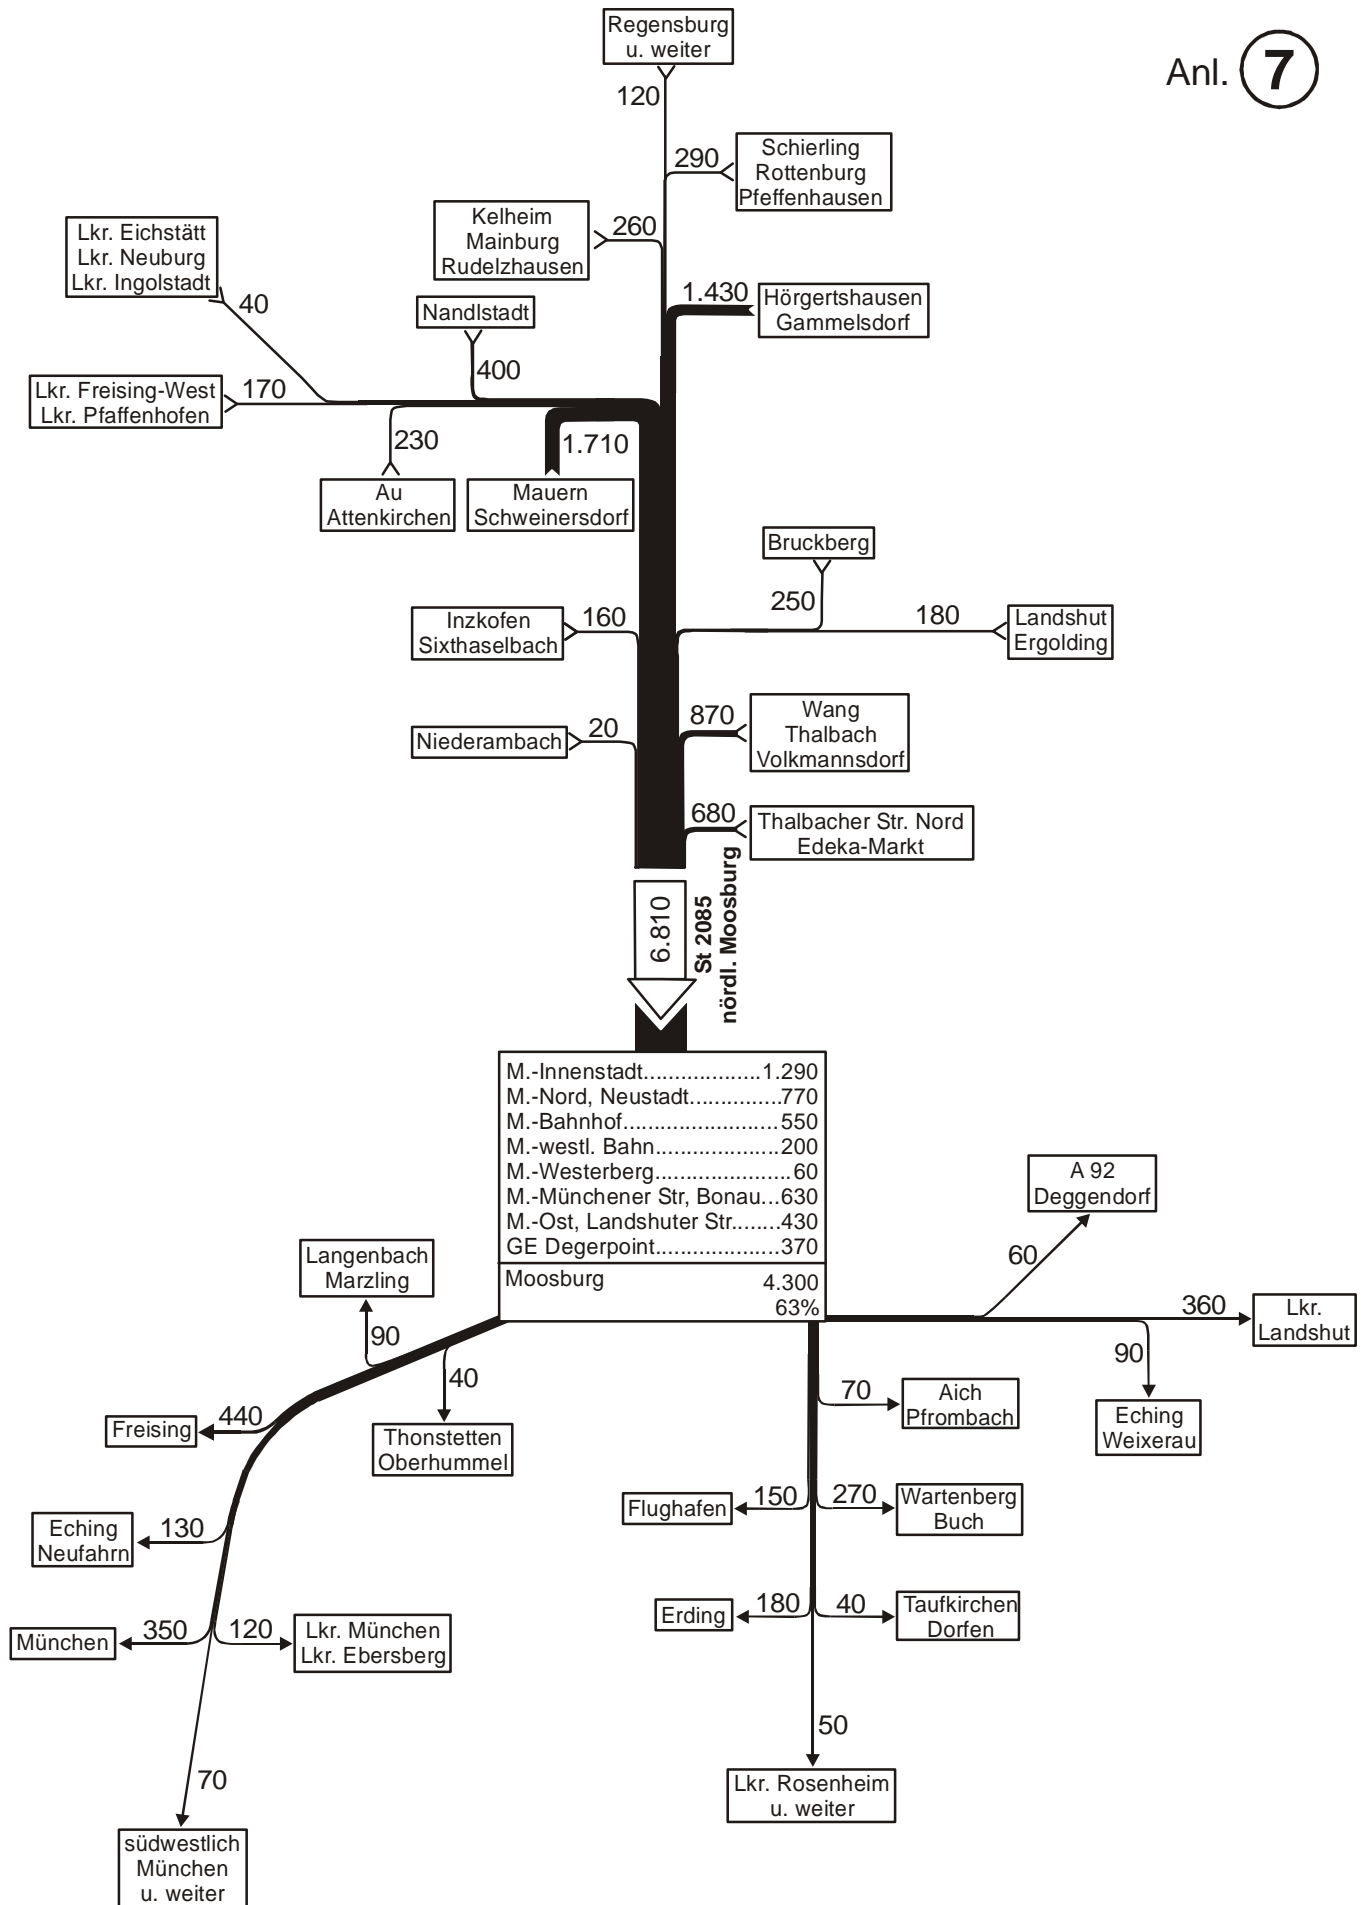 Regensburg
u. weiter
Anl. 7
120
290
Schierling
Rottenburg
Pfeffenhausen
Kelheim
Mainburg
Rudelzhausen
260
Lkr. Eichstätt
Lkr. Neuburg
Lkr. Ingolstadt
40
1.430
Hörgertshausen
Gammelsdorf
Nandlstadt
400
Lkr. Freising-West
Lkr. Pfaffenhofen
170
230
1.710
Au
Attenkirchen
Mauern
Schweinersdorf
Bruckberg
250
Inzkofen
Sixthaselbach
160
180
Landshut
Ergolding
Niederambach
20
870
Wang
Thalbach
Volkmannsdorf
680
Thalbacher Str. Nord
Edeka-Markt
6.810
St 2085
nördl. Moosburg
M.-Innenstadt...................1.290
M.-Nord, Neustadt...............770
M.-Bahnhof.........................550
M.-westl. Bahn....................200
M.-Westerberg......................60
M.-Münchener Str, Bonau...630
M.-Ost, Landshuter Str........430
GE Degerpoint....................370
Moosburg 4.300
63%
A 92
Deggendorf
60
Langenbach
Marzling
90
360
Lkr.
Landshut
90
40
70
Aich
Pfrombach
Eching
Weixerau
Freising
440
Thonstetten
Oberhummel
Flughafen
150
270
Wartenberg
Buch
Eching
Neufahrn
130
Erding
180
40
Taufkirchen
Dorfen
München
350
120
Lkr. München
Lkr. Ebersberg
50
70
Lkr. Rosenheim
u. weiter
südwestlich
München
u. weiter